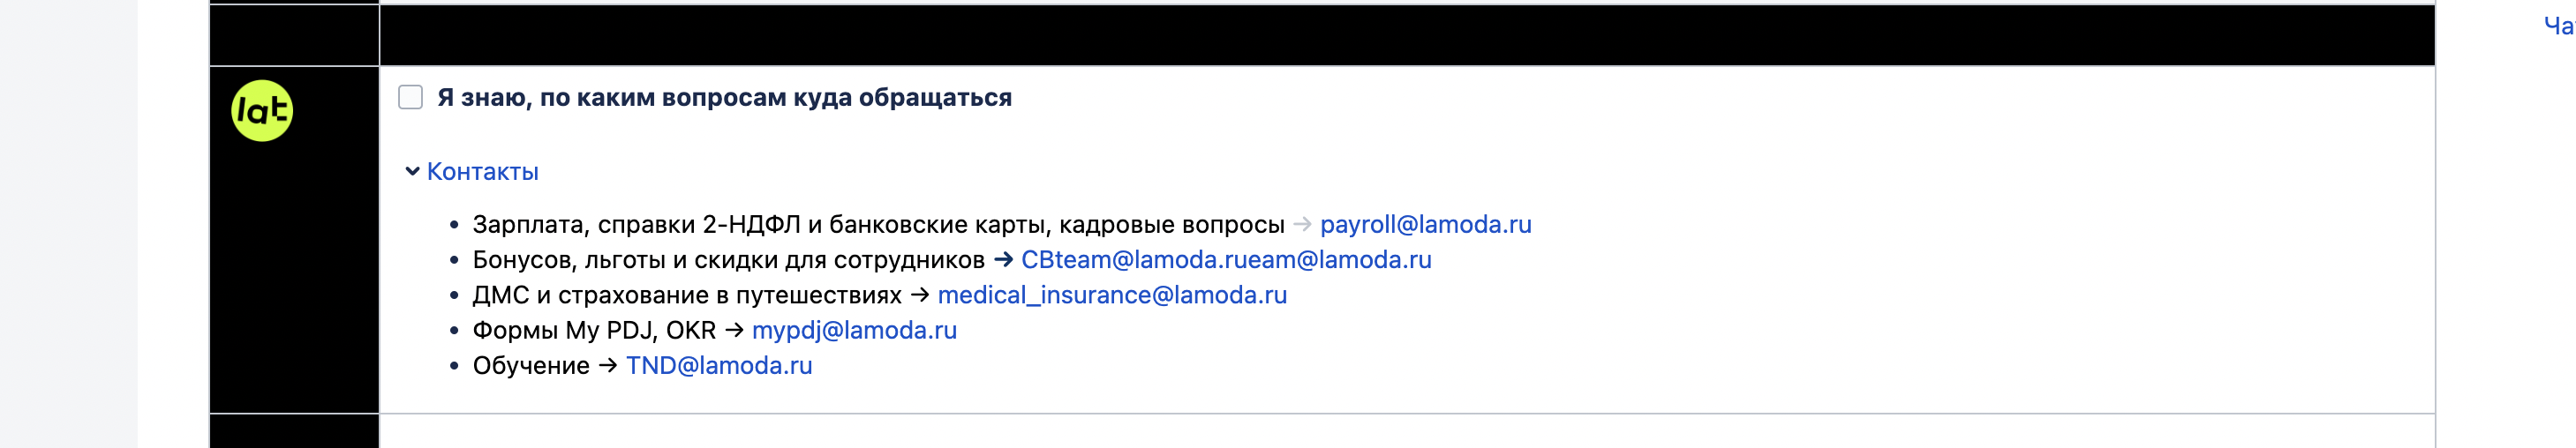 Ча
lat
Я знаю, по каким вопросам куда обращаться
Контакты
• Зарплата, справки 2-НДФЛ и банковские карты, кадровые вопросы → payroll@lamoda.ru
• Бонусов, льготы и скидки для сотрудников → CBteam@lamoda.rueam@lamoda.ru
• ДМС и страхование в путешествиях → medical_insurance@lamoda.ru
• Формы My PDJ, OKR → mypdj@lamoda.ru
• Обучение → TND@lamoda.ru